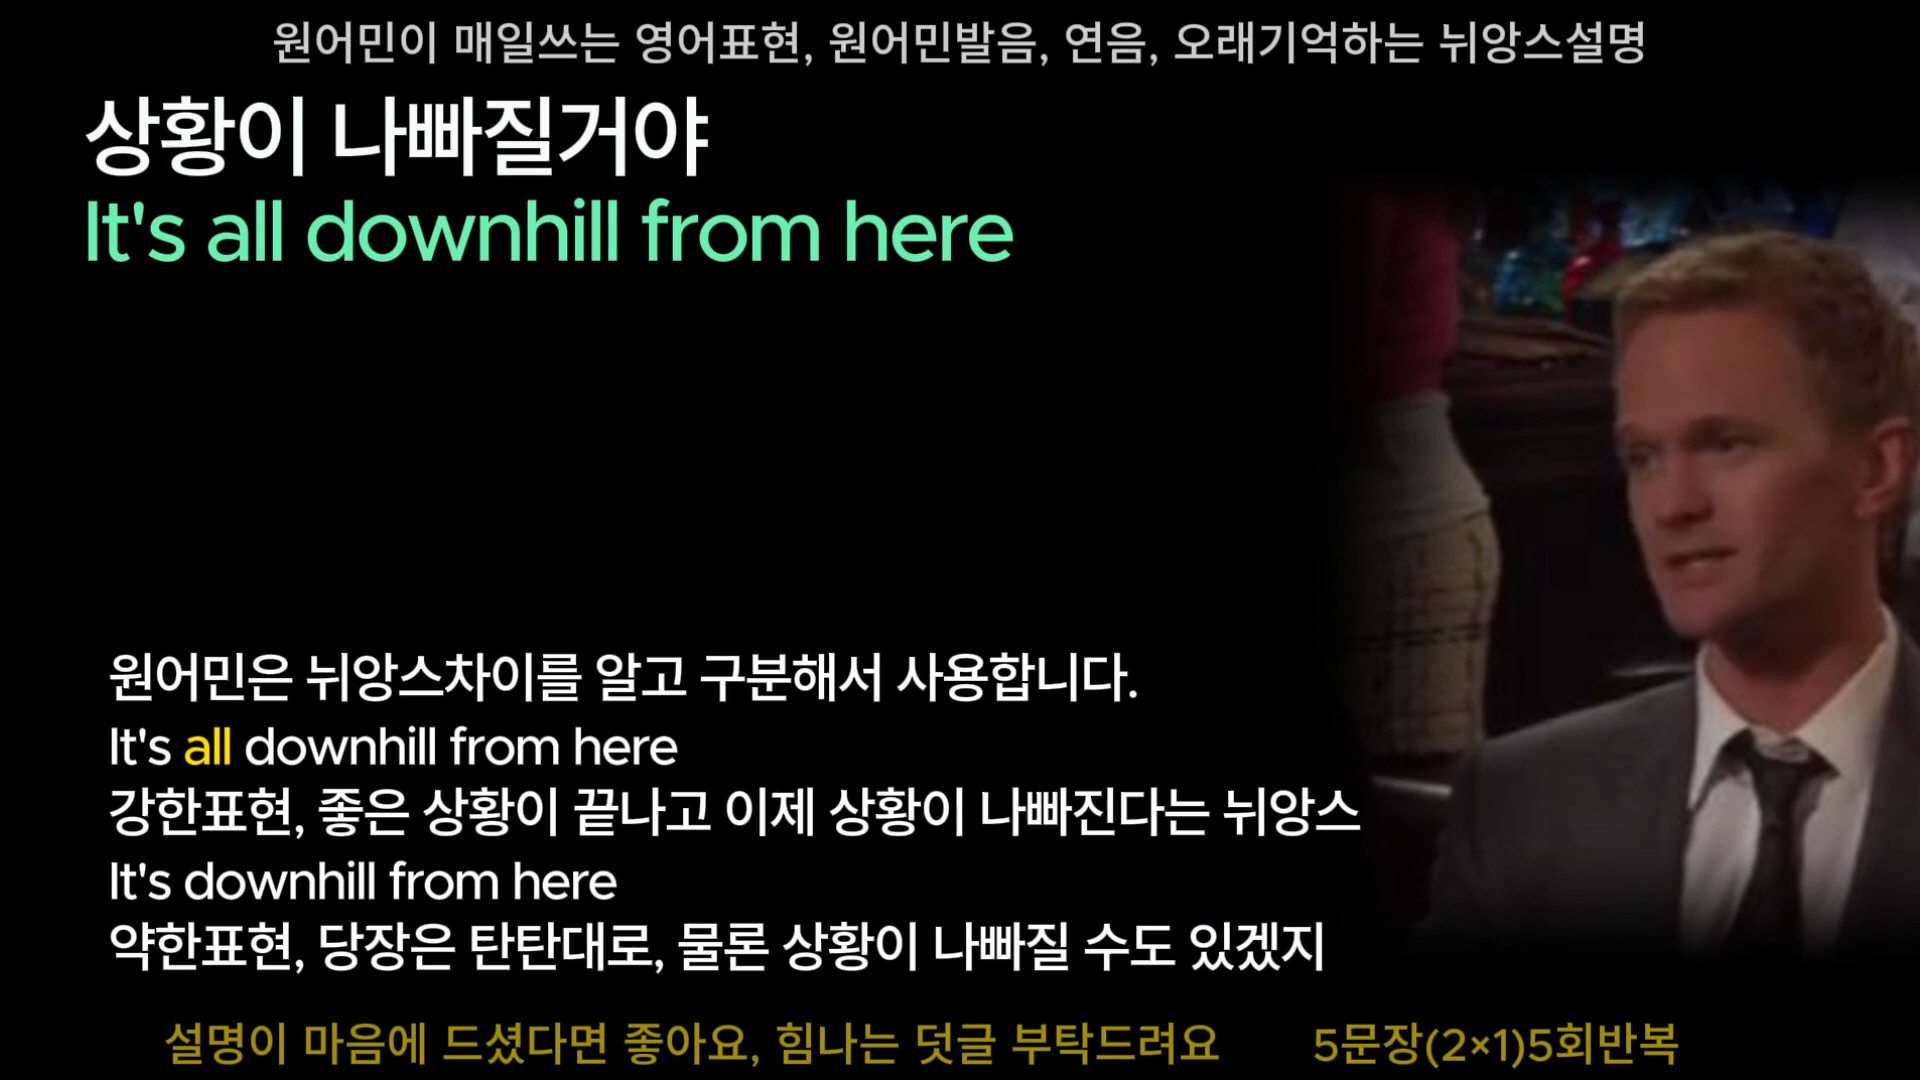 원어민이 매일쓰는 영어표현, 원어민발음, 연음, 오래기억하는 뉘앙스설명
상황이 나빠질거야
It's all downhill from here
원어민은 뉘앙스차이를 알고 구분해서 사용합니다.
It's all downhill from here
강한표현, 좋은 상황이 끝나고 이제 상황이 나빠진다는 뉘앙스
It's downhill from here
약한표현, 당장은 탄탄대로, 물론 상황이 나빠질 수도 있겠지
설명이 마음에 드셨다면 좋아요, 힘나는 덧글 부탁드려요 5문장(2×1)5회반복